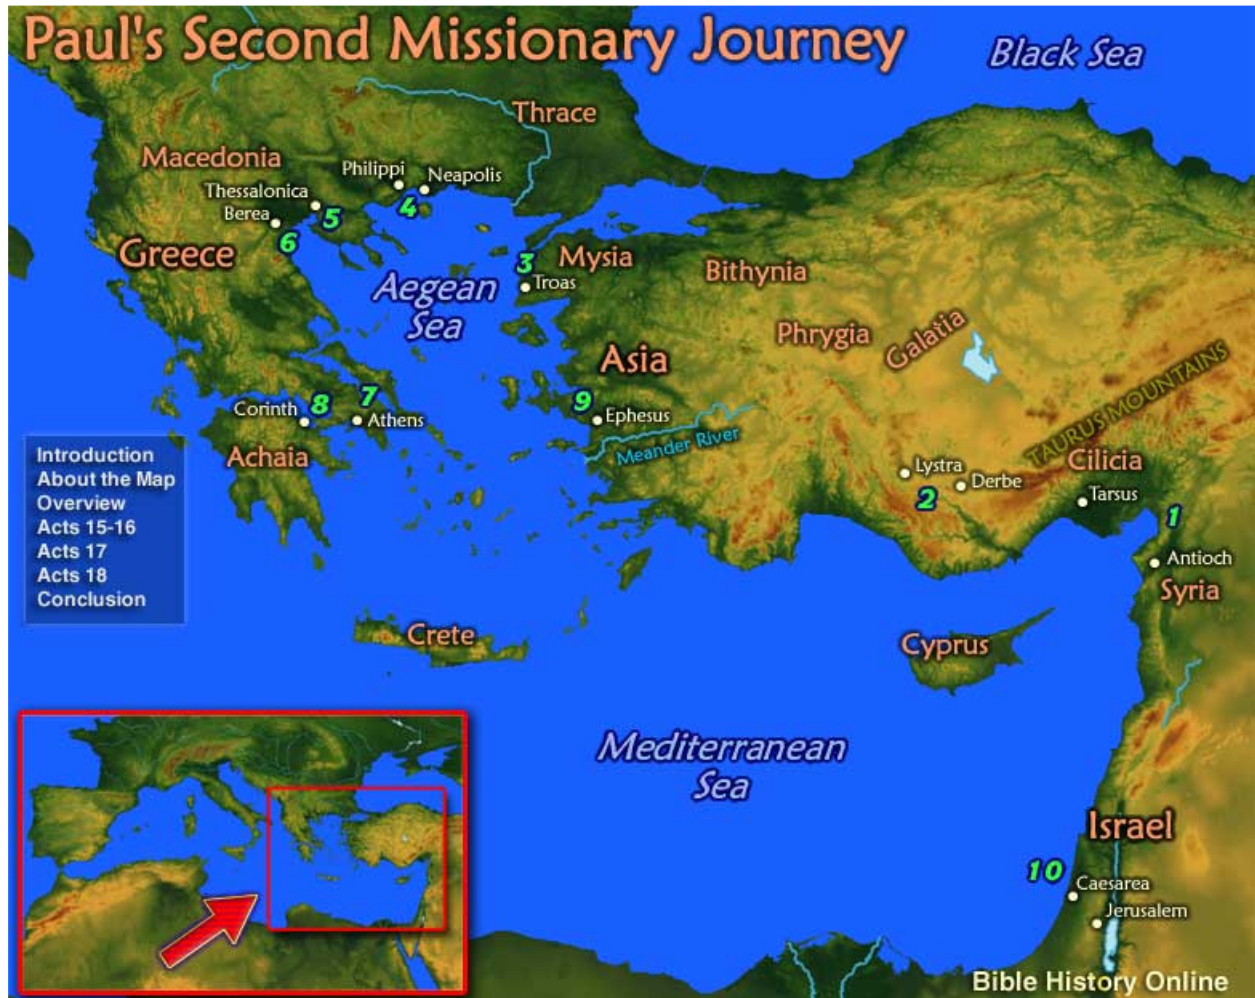 Paul's Second Missionary Journey
Black Sea
Thrace
Macedonia
Philippi
Neapolis
Thessalonica
4
5
Berea
6
Greece
3
Mysia
Troas
Bithynia
Aegean
Sea
Phrygia
Galatia
Asia
TAURUS MOUNTAINS
7
8
9
Corinth
Athens
Ephesus
Meander River
Achaia
Lystra
Derbe
2
Cilicia
Tarsus
1
Antioch
Syria
Introduction
About the Map
Overview
Acts 15-16
Acts 17
Acts 18
Conclusion
Crete
Cyprus
Mediterranean
Sea
Israel
10
Caesarea
Jerusalem
Bible History Online